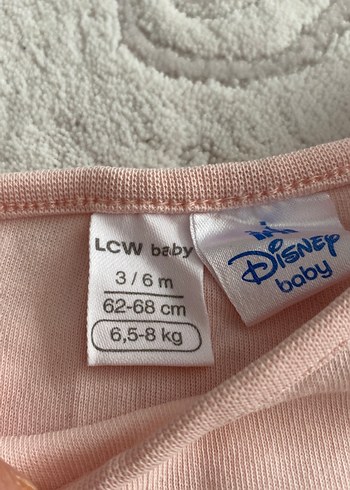 LCW baby
3 / 6 m
62-68 cm
6,5-8 kg
Disney
baby